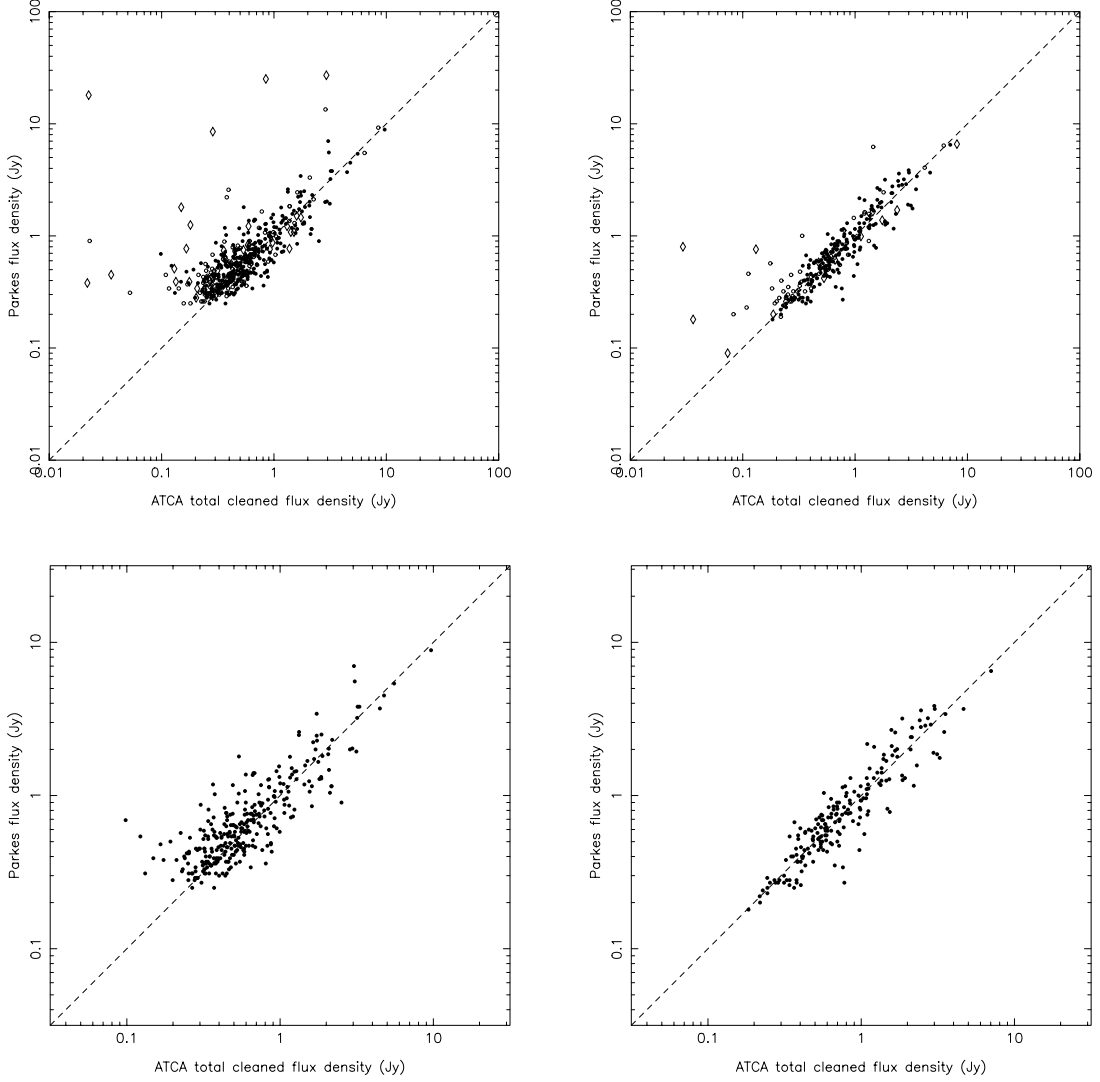 100
10
1
0.1
0.01
Parkes flux density (Jy)
0.01 0.1 1 10 100
ATCA total cleaned flux density (Jy)
100
10
1
0.1
0.01
Parkes flux density (Jy)
0.01 0.1 1 10 100
ATCA total cleaned flux density (Jy)
10
1
0.1
Parkes flux density (Jy)
0.1 1 10
ATCA total cleaned flux density (Jy)
10
1
0.1
Parkes flux density (Jy)
0.1 1 10
ATCA total cleaned flux density (Jy)